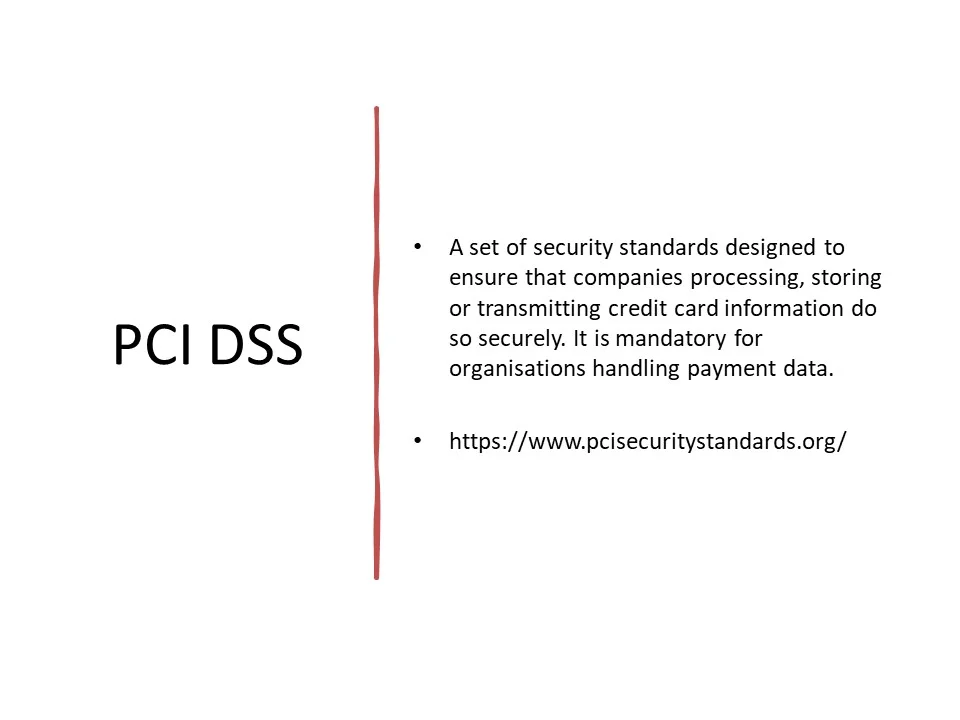 PCI DSS
• A set of security standards designed to
ensure that companies processing, storing
or transmitting credit card information do
so securely. It is mandatory for
organisations handling payment data.
• https://www.pcisecuritystandards.org/